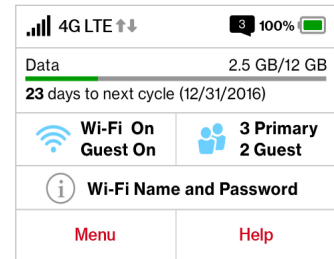 4G LTE 3 100%
Data 2.5 GB/12 GB
23 days to next cycle (12/31/2016)
Wi-Fi On 3 Primary
Guest On 2 Guest
i Wi-Fi Name and Password
Menu Help